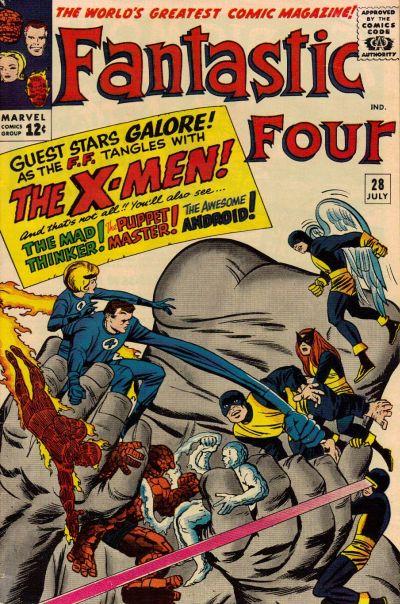 THE WORLD'S GREATEST COMIC MAGAZINE!
APPROVED
BY THE
COMICS
CODE
AUTHORITY
Fantastic
Four
IND.
MARVEL
COMICS
GROUP
12¢
28
JULY
GUEST STARS GALORE!
AS THE F.F. TANGLES WITH
THE X-MEN!
And that's not all!! You'll also see...
THE MAD
THINKER!
The PUPPET
MASTER!
THE AWESOME
ANDROID!
4
4